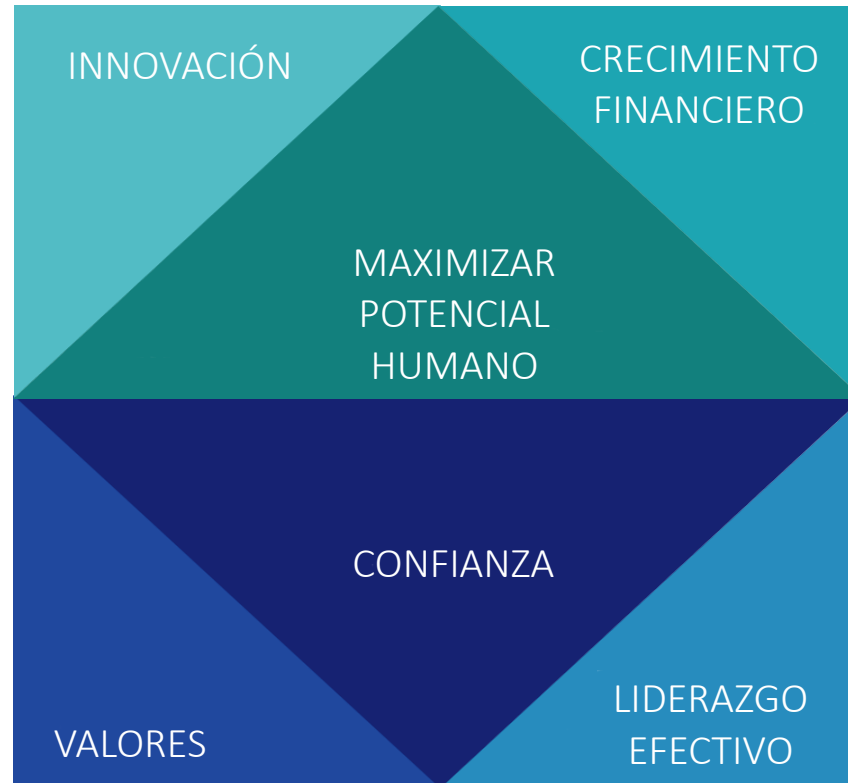 INNOVACIÓN
CRECIMIENTO
FINANCIERO
MAXIMIZAR
POTENCIAL
HUMANO
CONFIANZA
VALORES
LIDERAZGO
EFECTIVO